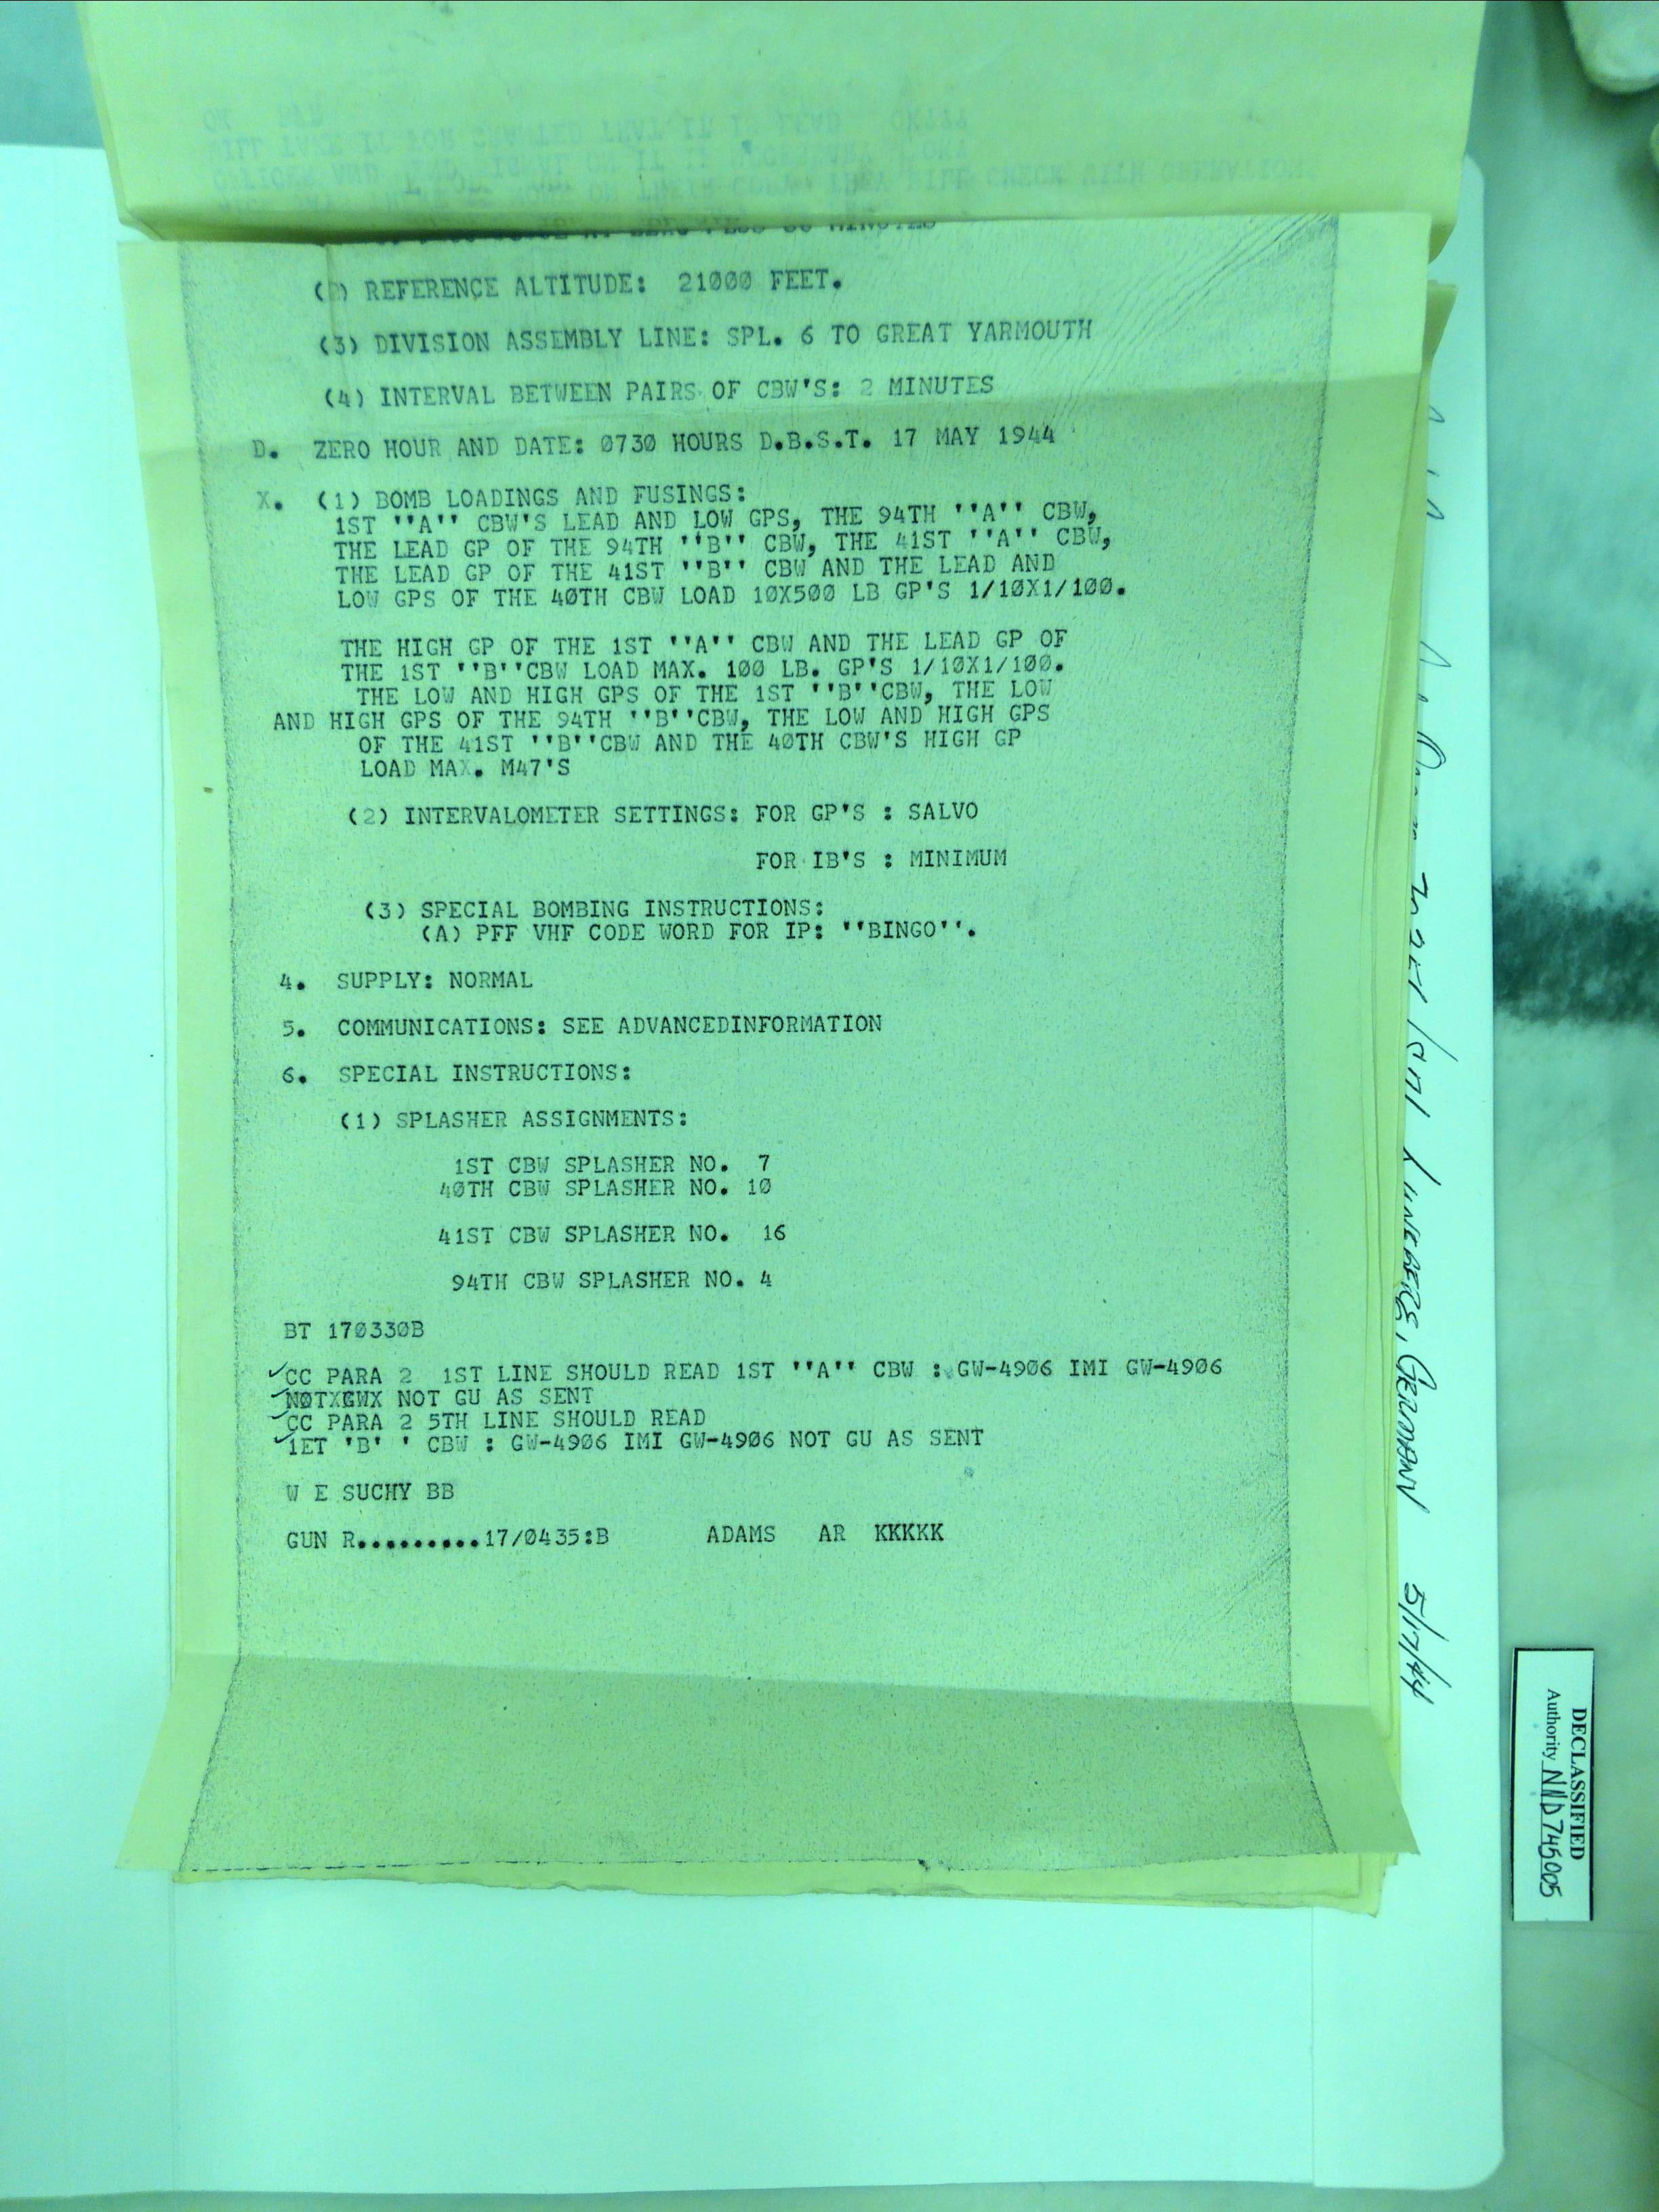 MINUTES
( ) REFERENCE ALTITUDE: 21000 FEET.
(3) DIVISION ASSEMBLY LINE: SPL. 6 TO GREAT YARMOUTH
(4) INTERVAL BETWEEN PAIRS OF CBW'S: 2 MINUTES
D. ZERO HOUR AND DATE: 0730 HOURS D.B.S.T. 17 MAY 1944
X. (1) BOMB LOADINGS AND FUSINGS:
1ST ''A'' CBW'S LEAD AND LOW GPS, THE 94TH ''A'' CBW,
THE LEAD GP OF THE 94TH ''B'' CBW, THE 41ST ''A'' CBW,
THE LEAD GP OF THE 41ST ''B'' CBW AND THE LEAD AND
LOW GPS OF THE 40TH CBW LOAD 10X500 LB GP'S 1/10X1/100.
THE HIGH GP OF THE 1ST ''A'' CBW AND THE LEAD GP OF
THE 1ST ''B''CBW LOAD MAX. 100 LB. GP'S 1/10X1/100.
THE LOW AND HIGH GPS OF THE 1ST ''B''CBW, THE LOW
AND HIGH GPS OF THE 94TH ''B''CBW, THE LOW AND HIGH GPS
OF THE 41ST ''B''CBW AND THE 40TH CBW'S HIGH GP
LOAD MAX. M47'S
(2) INTERVALOMETER SETTINGS: FOR GP'S : SALVO
FOR IB'S : MINIMUM
(3) SPECIAL BOMBING INSTRUCTIONS:
(A) PFF VHF CODE WORD FOR IP: ''BINGO''.
4. SUPPLY: NORMAL
5. COMMUNICATIONS: SEE ADVANCEDINFORMATION
6. SPECIAL INSTRUCTIONS:
(1) SPLASHER ASSIGNMENTS:
1ST CBW SPLASHER NO. 7
40TH CBW SPLASHER NO. 10
41ST CBW SPLASHER NO. 16
94TH CBW SPLASHER NO. 4
BT 170330B
CC PARA 2 1ST LINE SHOULD READ 1ST ''A'' CBW : GW-4906 IMI GW-4906
NOT GU AS SENT
CC PARA 2 5TH LINE SHOULD READ
1ET 'B' ' CBW : GW-4906 IMI GW-4906 NOT GU AS SENT
W E SUCHY BB
GUN R.........17/0435:B ADAMS AR KKKKK
GERMANY 5/17/44
DECLASSIFIED
Authority NND 745005